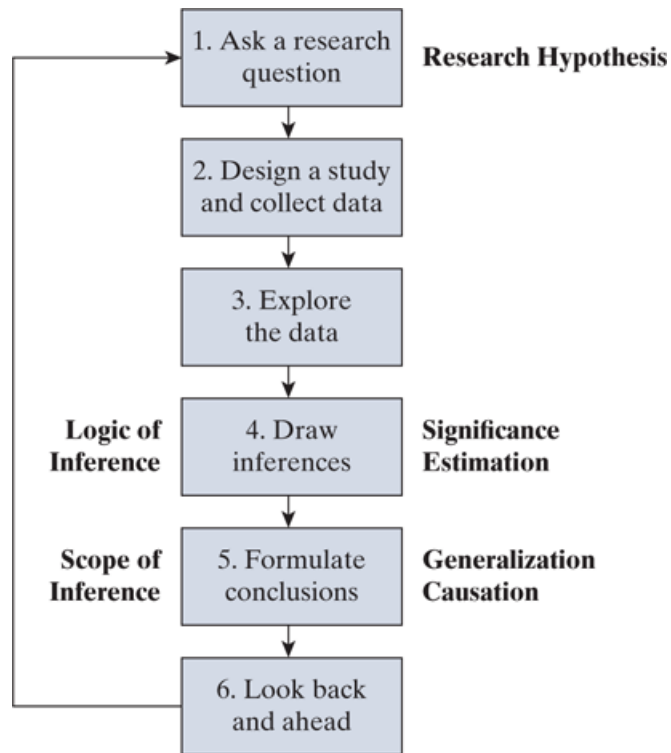 1. Ask a research
question
Research Hypothesis
2. Design a study
and collect data
3. Explore
the data
Logic of
Inference
4. Draw
inferences
Significance
Estimation
Scope of
Inference
5. Formulate
conclusions
Generalization
Causation
6. Look back
and ahead